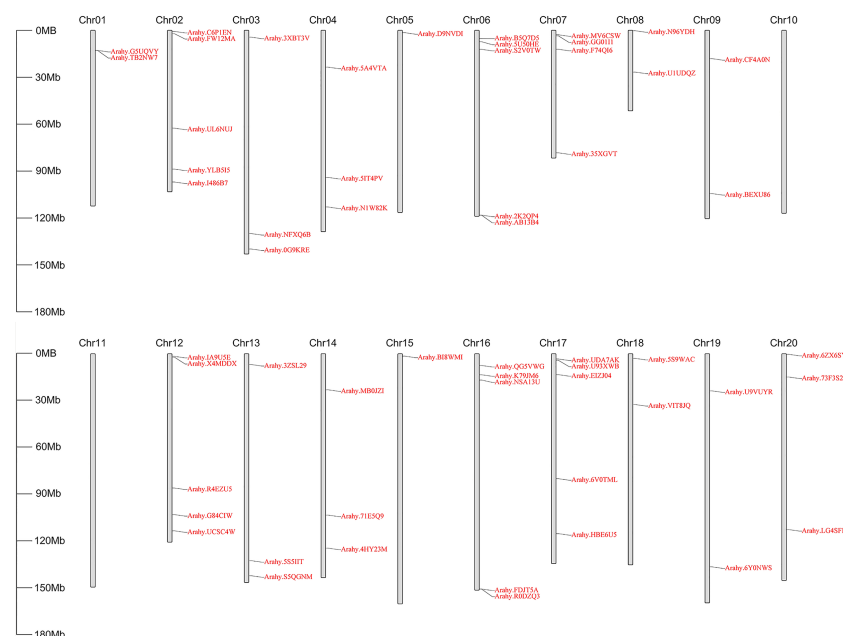 Chr01 Chr02 Chr03 Chr04 Chr05 Chr06 Chr07 Chr08 Chr09 Chr10
0MB
30Mb
60Mb
90Mb
120Mb
150Mb
180Mb
Arahy.G5UQVY
Arahy.TB2NW7
Arahy.C6P1EN
Arahy.FW12MA
Arahy.UL6NUJ
Arahy.YLB5I5
Arahy.I486B7
Arahy.3XBT3V
Arahy.NFXQ6B
Arahy.0G9KRE
Arahy.5A4VTA
Arahy.5IT4PV
Arahy.N1W82K
Arahy.D9NVDI
Arahy.B5Q7D5
Arahy.5U50HE
Arahy.S2V0TW
Arahy.2K2QP4
Arahy.AB13B4
Arahy.MV6CSW
Arahy.GG01I1
Arahy.F74QI6
Arahy.35XGVT
Arahy.N96YDH
Arahy.U1UDQZ
Arahy.CF4A0N
Arahy.BEXU86
Chr11 Chr12 Chr13 Chr14 Chr15 Chr16 Chr17 Chr18 Chr19 Chr20
0MB
30Mb
60Mb
90Mb
120Mb
150Mb
180Mb
Arahy.IA9U5E
Arahy.X4MDDX
Arahy.R4EZU5
Arahy.G84CIW
Arahy.UCSC4W
Arahy.3ZSL29
Arahy.5S5IIT
Arahy.S5QGNM
Arahy.MB0JZI
Arahy.71E5Q9
Arahy.4HY23M
Arahy.BI8WMI
Arahy.QG5VWG
Arahy.K79JM6
Arahy.NSA13U
Arahy.FDJT5A
Arahy.R0DZQ3
Arahy.UDA7AK
Arahy.U93XWB
Arahy.EIZJ04
Arahy.6V0TML
Arahy.HBE6U5
Arahy.5S9WAC
Arahy.VIT8JQ
Arahy.U9VUYR
Arahy.6Y0NWS
Arahy.73F3S2